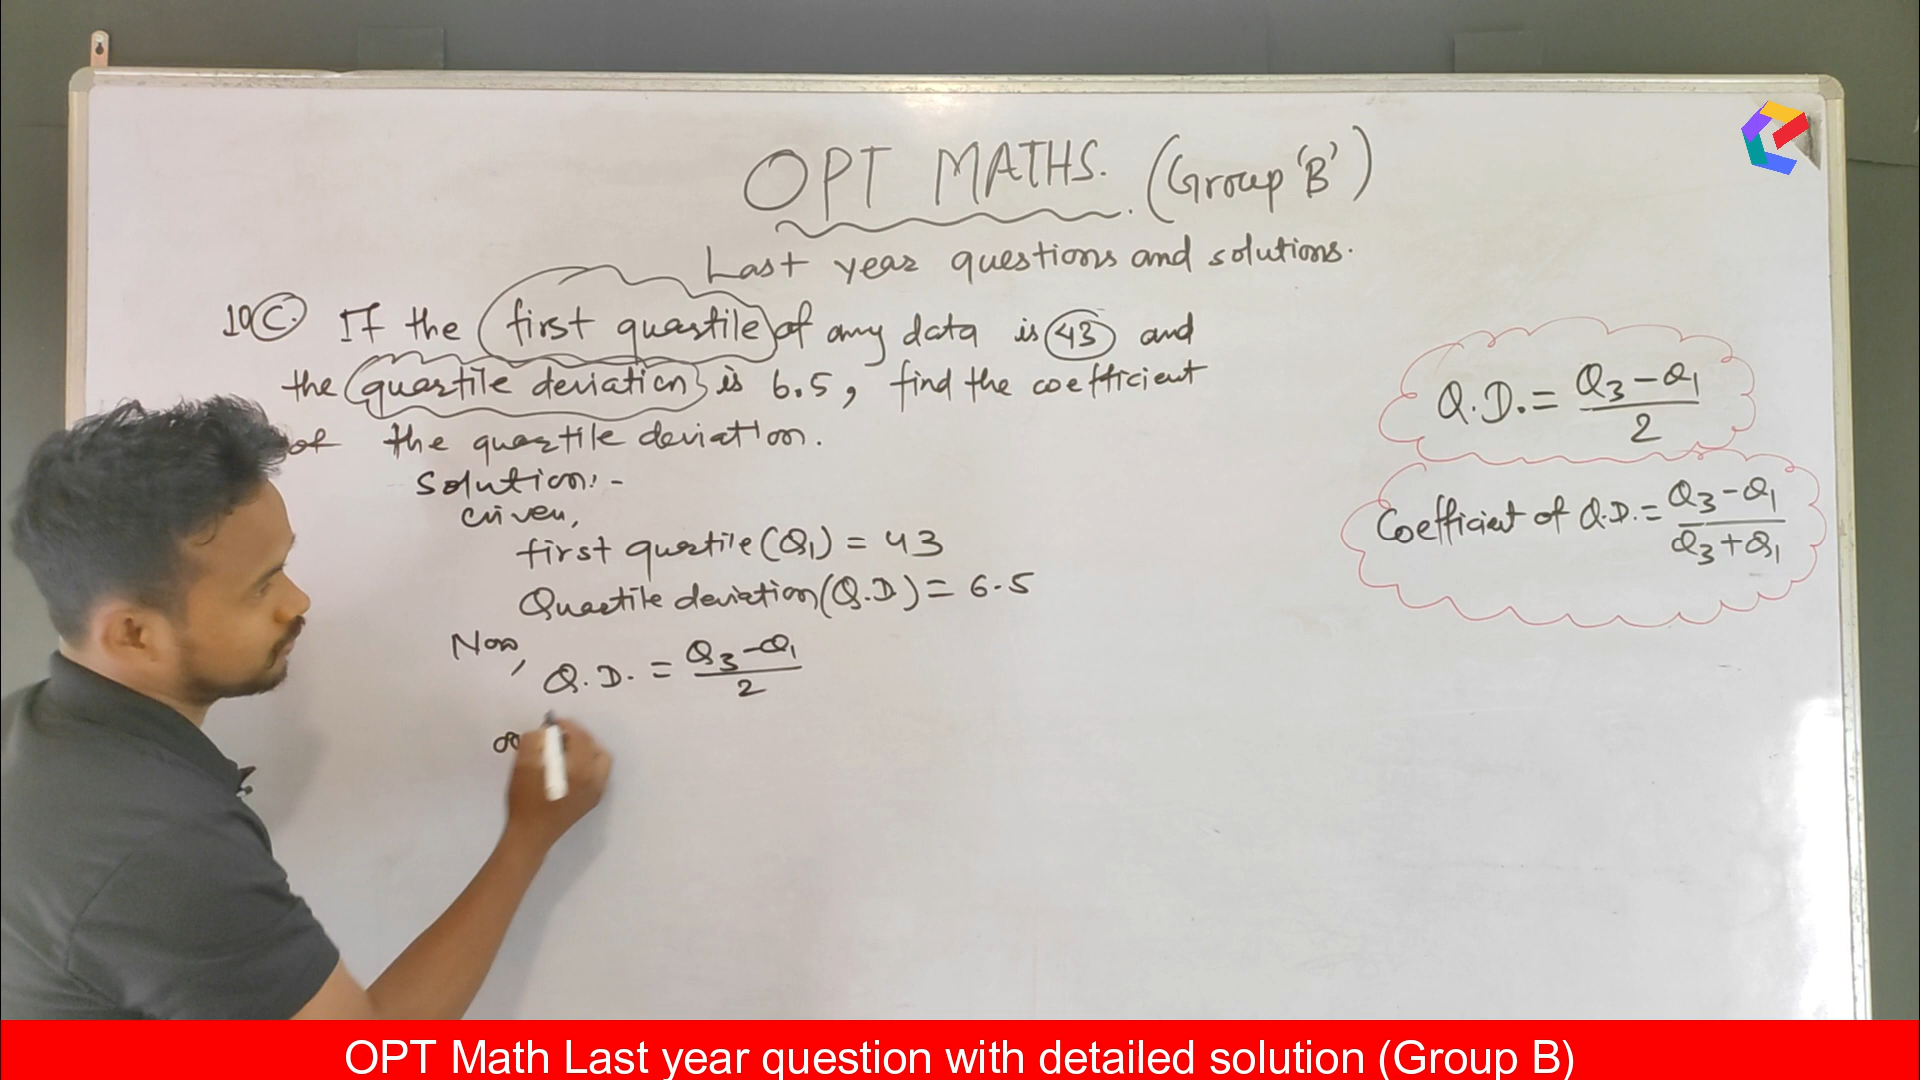 OPT MATHS. (Group 'B')
Last year questions and solutions.
10 C. If the first quartile of any data is 43 and
the quartile deviation is 6.5, find the coefficient
of the quartile deviation.
Solution:-
Given,
first quartile (Q₁) = 43
Quartile deviation (Q.D) = 6.5
Now,
Q.D. = (Q₃-Q₁)/2
or
Q.D. = (Q₃-Q₁)/2
Coefficient of Q.D. = (Q₃-Q₁)/(Q₃+Q₁)
OPT Math Last year question with detailed solution (Group B)